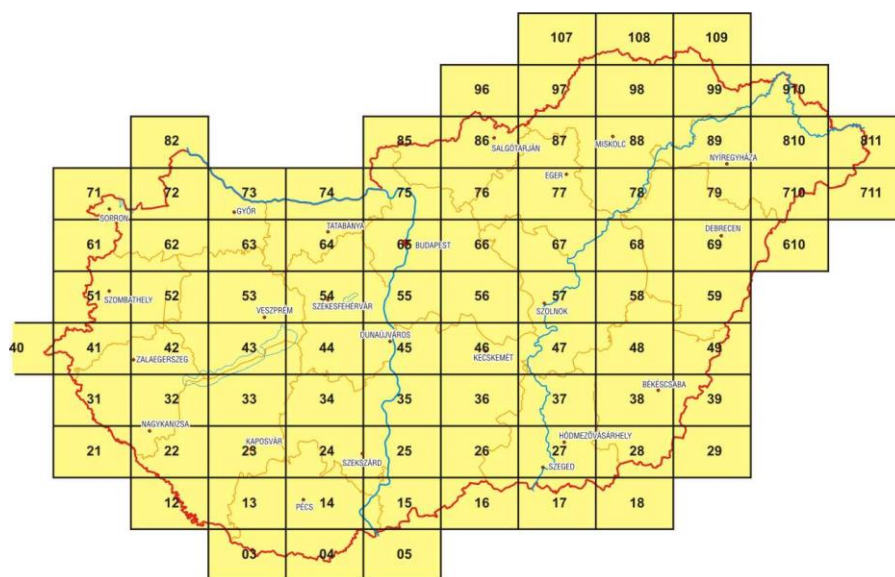 107 108 109
96 97 98 99 910
82 85 86 87 88 89 810 811
SALGÓTARJÁN MISKOLC NYÍREGYHÁZA
EGER
71 72 73 74 75 76 77 78 79 710 711
SOPRON GYŐR
TATABÁNYA DEBRECEN
61 62 63 64 65 66 67 68 69 610
BUDAPEST
51 52 53 54 55 56 57 58 59
SZOMBATHELY VESZPRÉM SZÉKESFEHÉRVÁR SZOLNOK
DUNAÚJVÁROS
40 41 42 43 44 45 46 47 48 49
ZALAEGERSZEG KECSKEMÉT
BÉKÉSCSABA
31 32 33 34 35 36 37 38 39
NAGYKANIZSA HÓDMEZŐVÁSÁRHELY
21 22 23 24 25 26 27 28 29
KAPOSVÁR SZEKSZÁRD SZEGED
12 13 14 15 16 17 18
PÉCS
03 04 05